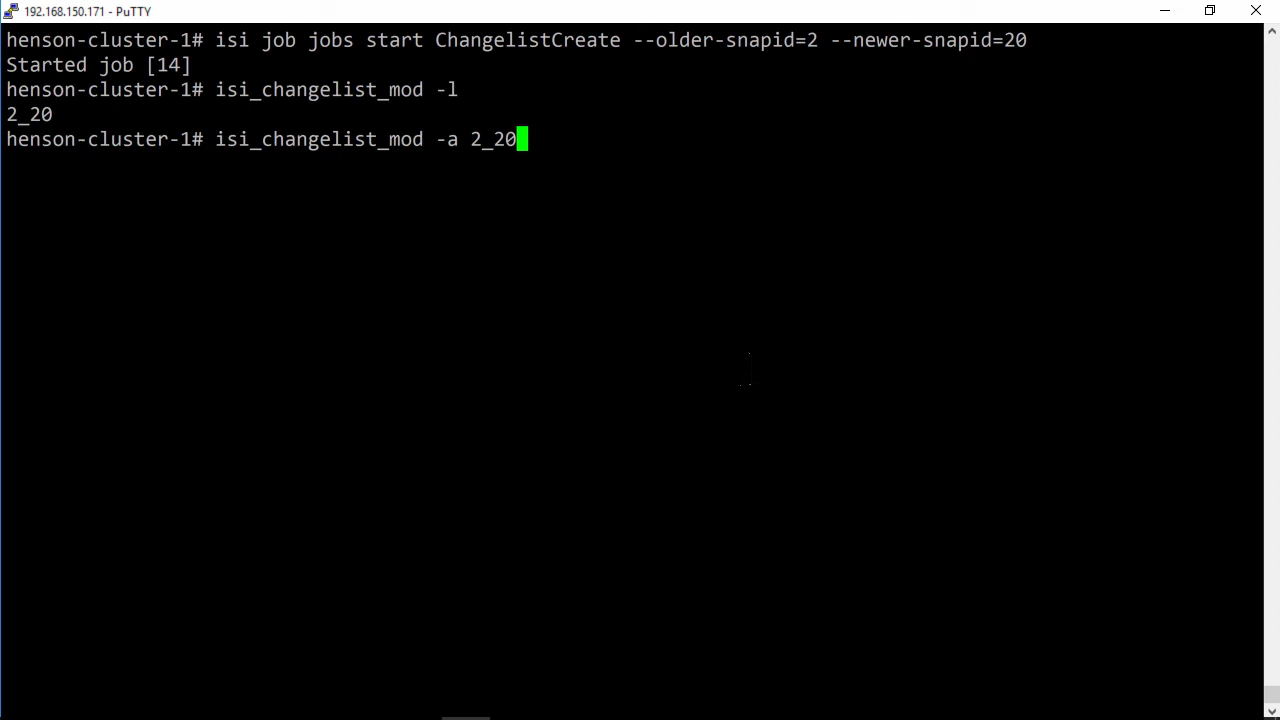 192.168.150.171 - PuTTY
henson-cluster-1# isi job jobs start ChangelistCreate --older-snapid=2 --newer-snapid=20
Started job [14]
henson-cluster-1# isi_changelist_mod -l
2_20
henson-cluster-1# isi_changelist_mod -a 2_20